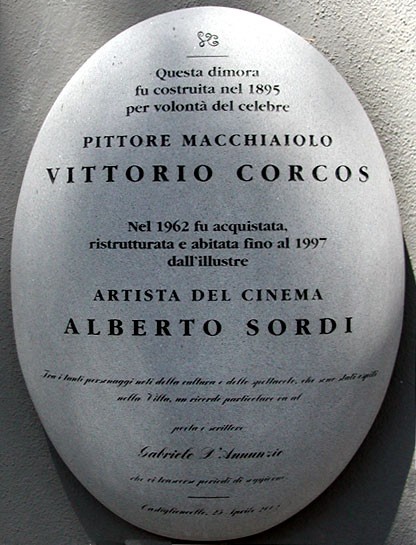 Questa dimora
fu costruita nel 1895
per volontà del celebre
PITTORE MACCHIAIOLO
VITTORIO CORCOS
Nel 1962 fu acquistata,
ristrutturata e abitata fino al 1997
dall'illustre
ARTISTA DEL CINEMA
ALBERTO SORDI
Tra i tanti personaggi noti della cultura e dello spettacolo, che sono stati ospiti
nella Villa, un ricordo particolare va al
poeta e scrittore
Gabriele D'Annunzio
che vi trascorse periodi di soggiorno
Castiglioncello, 25 Aprile